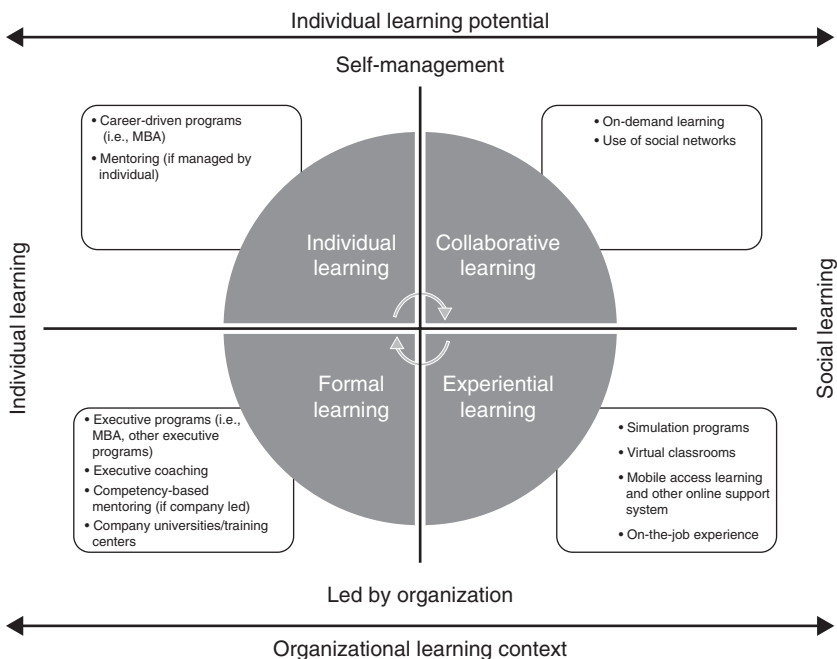 Individual learning potential
Self-management
• Career-driven programs
(i.e., MBA)
• Mentoring (if managed by
individual)
• On-demand learning
• Use of social networks
Individual
learning
Collaborative
learning
Individual learning
Social learning
Formal
learning
Experiential
learning
• Executive programs (i.e.,
MBA, other executive
programs)
• Executive coaching
• Competency-based
mentoring (if company led)
• Company universities/training
centers
• Simulation programs
• Virtual classrooms
• Mobile access learning
and other online support
system
• On-the-job experience
Led by organization
Organizational learning context